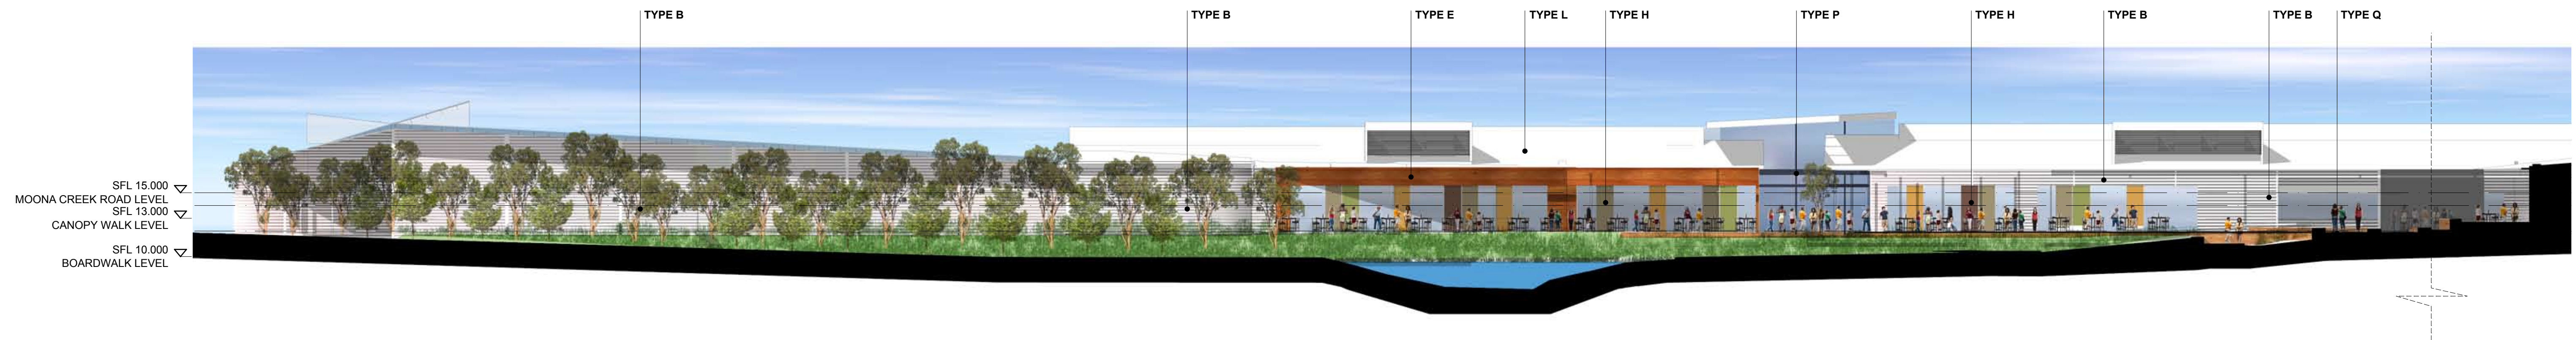 TYPE B
TYPE B
TYPE E
TYPE L
TYPE H
TYPE P
TYPE H
TYPE B
TYPE B
TYPE Q
SFL 15.000
MOONA CREEK ROAD LEVEL
SFL 13.000
CANOPY WALK LEVEL
SFL 10.000
BOARDWALK LEVEL